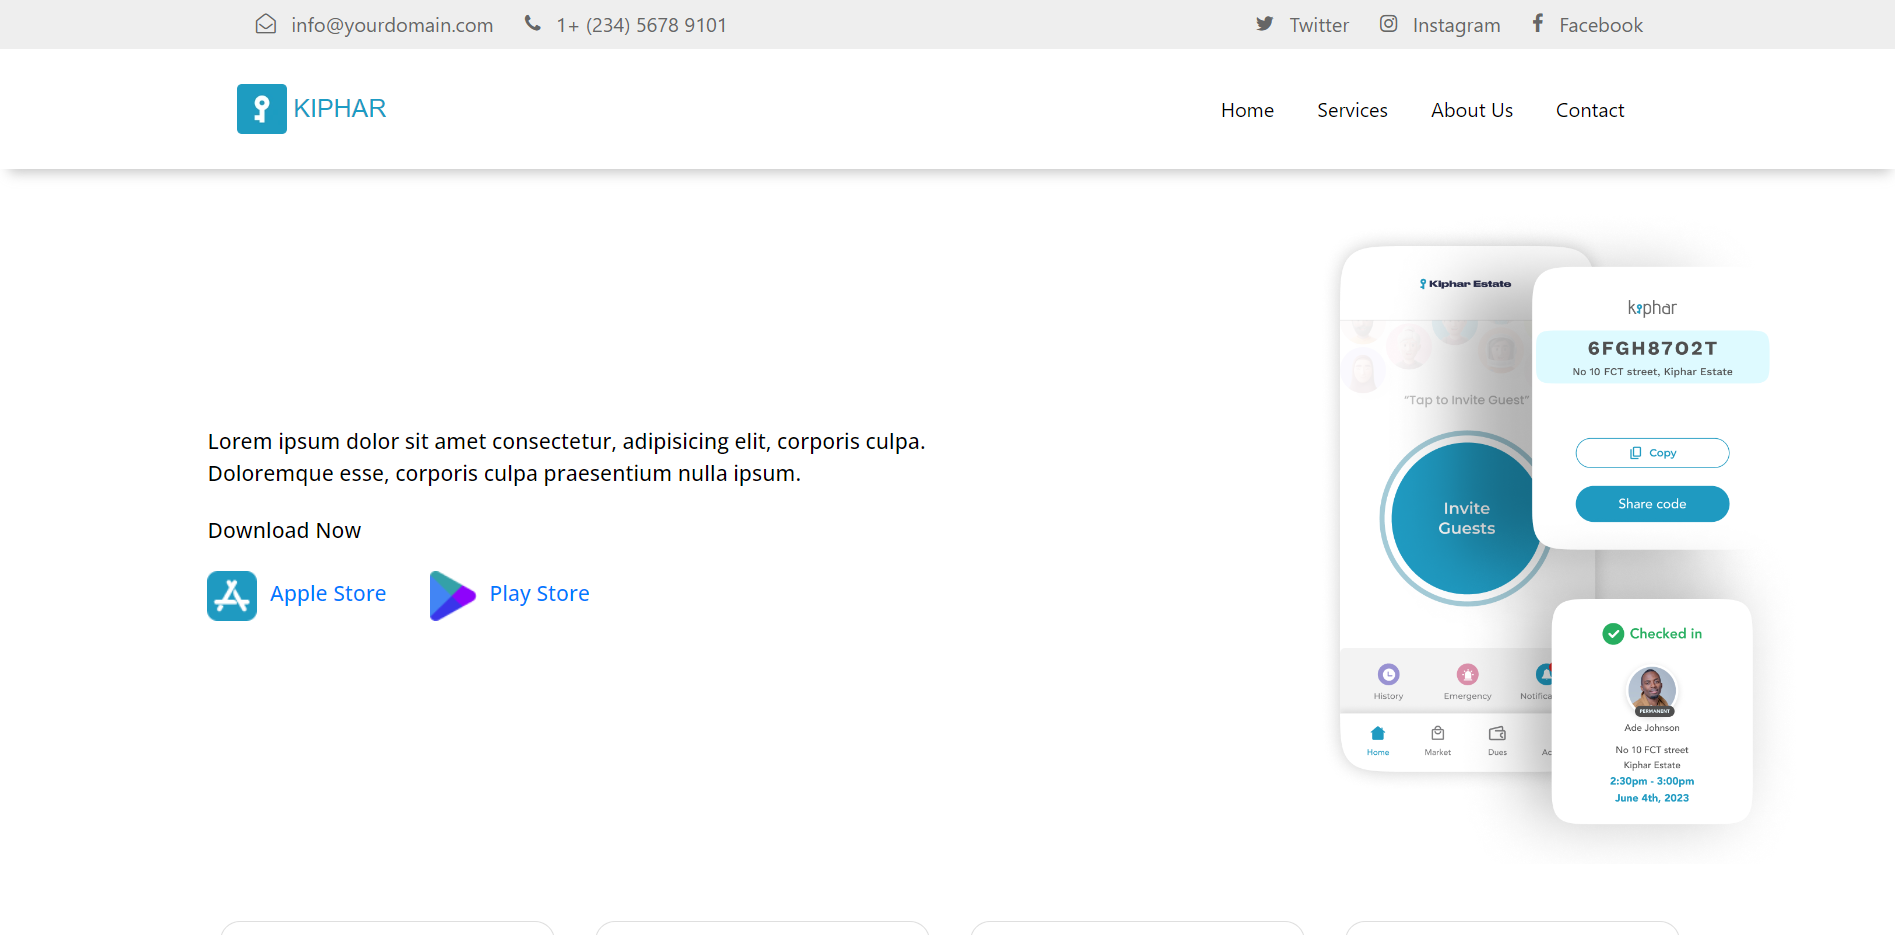 info@yourdomain.com 1+ (234) 5678 9101 Twitter Instagram Facebook
KIPHAR Home Services About Us Contact
Lorem ipsum dolor sit amet consectetur, adipisicing elit, corporis culpa.
Doloremque esse, corporis culpa praesentium nulla ipsum.
Download Now
Apple Store Play Store
Kiphar Estate
"Tap to Invite Guest"
Invite
Guests
History Emergency Notifica
Home Market Dues Ac
kiphar
6FGH87O2T
No 10 FCT street, Kiphar Estate
Copy
Share code
Checked in
PERMANENT
Ade Johnson
No 10 FCT street
Kiphar Estate
2:30pm - 3:00pm
June 4th, 2023